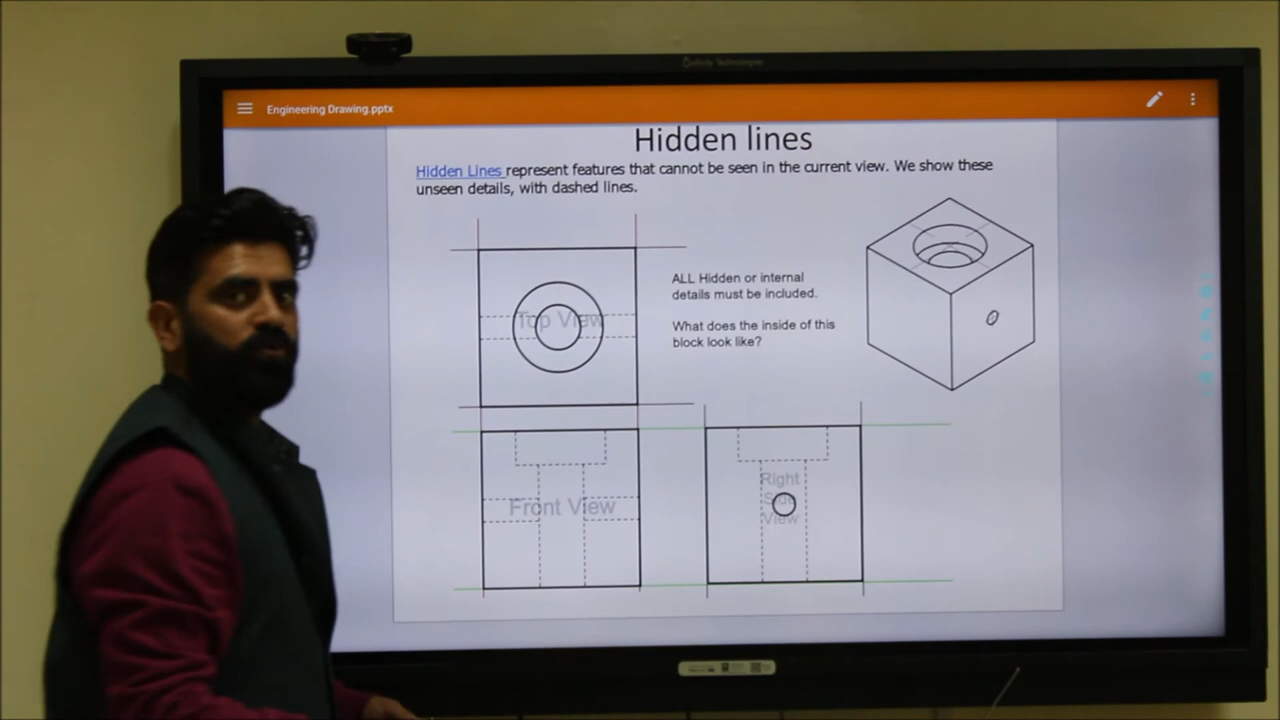 Engineering Drawing.pptx
Hidden lines
Hidden Lines represent features that cannot be seen in the current view. We show these
unseen details, with dashed lines.
ALL Hidden or internal
details must be included.
What does the inside of this
block look like?
Top View
Front View
Right
Side
View